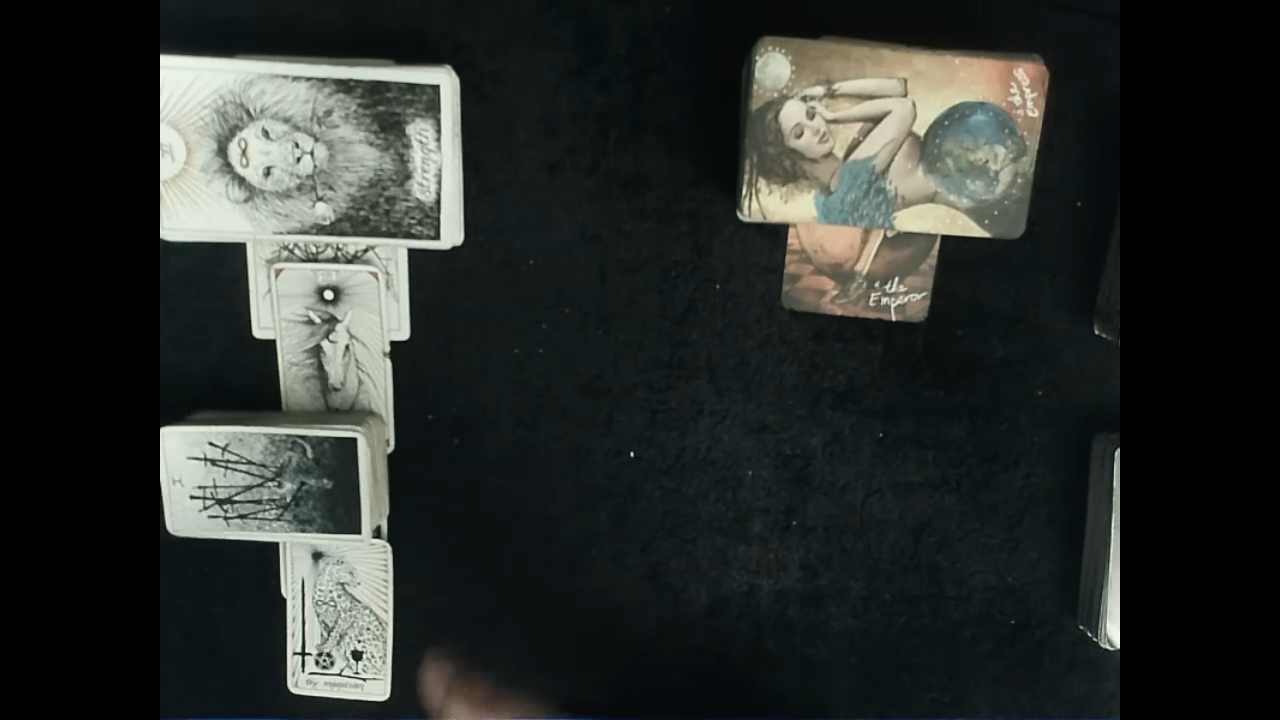 Strength
the
Empress
the
Emperor
I
the magician